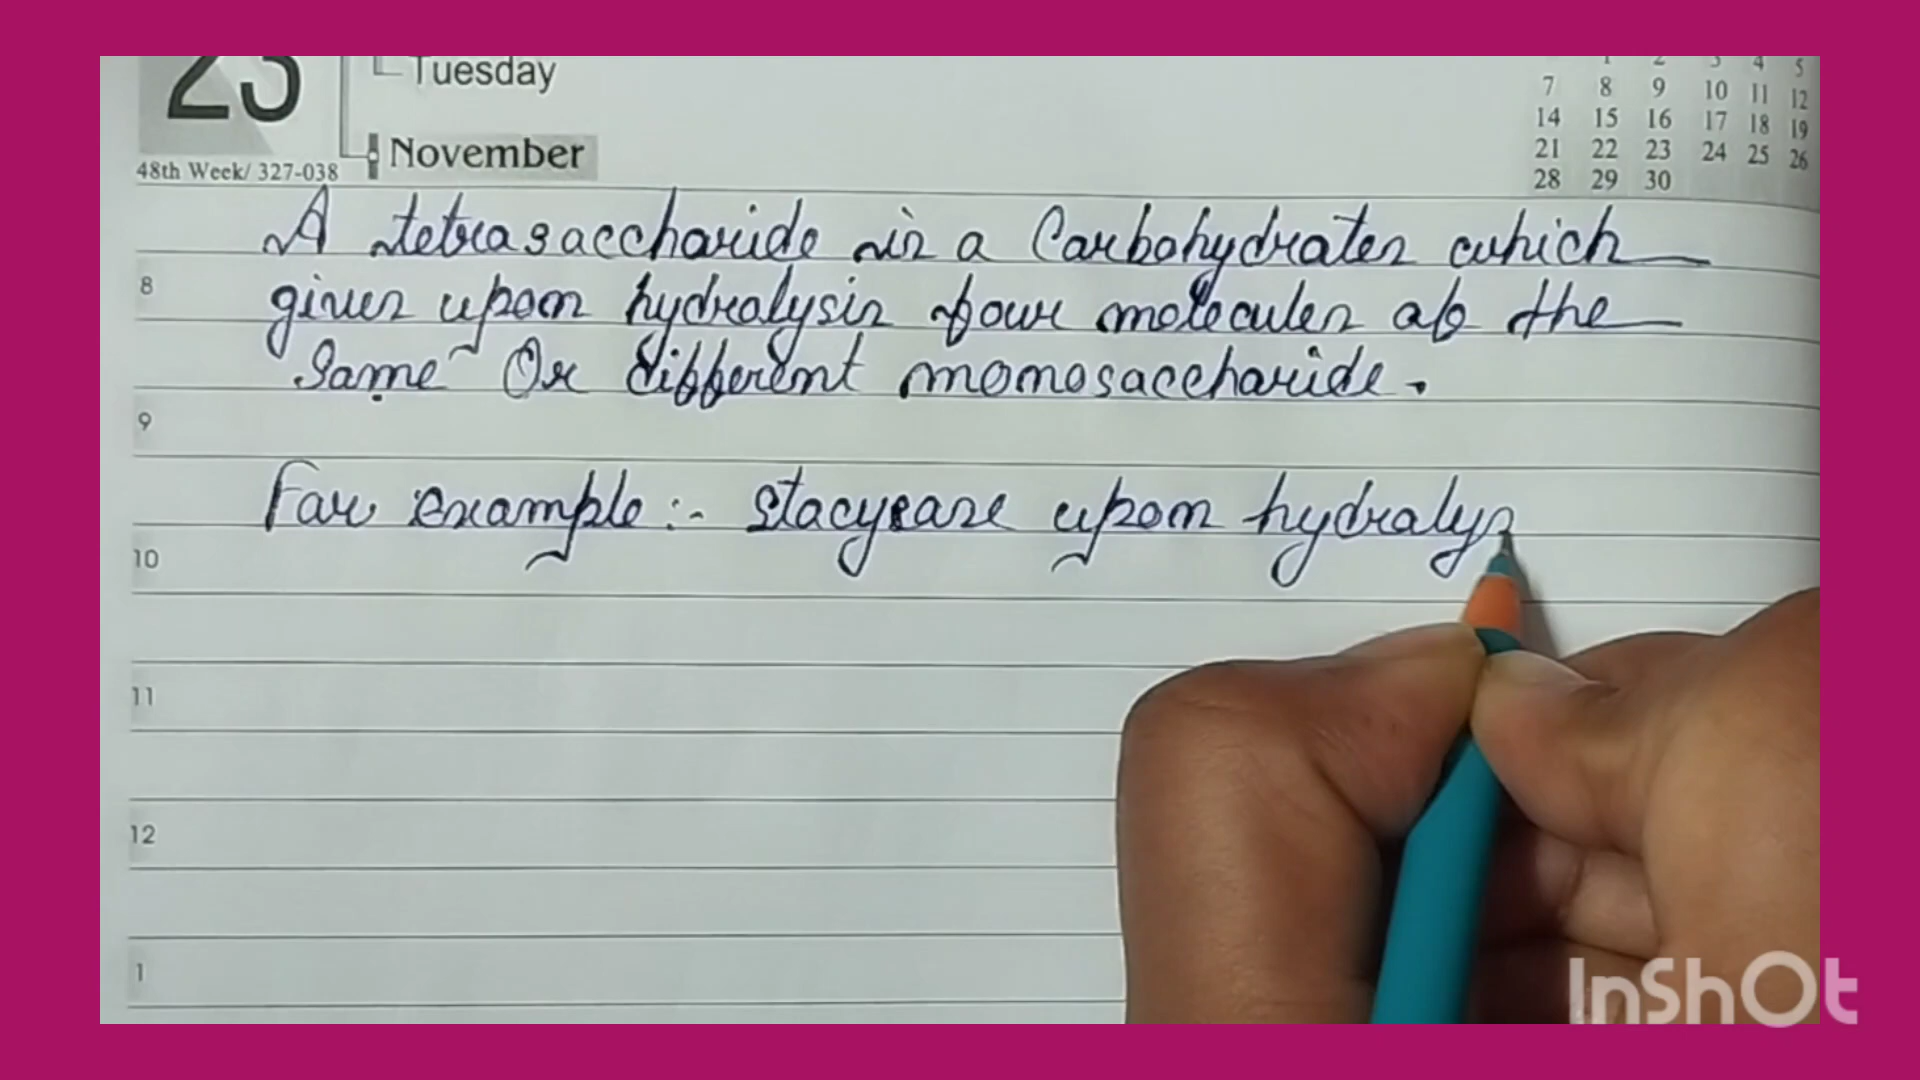 23 Tuesday
November
48th Week/ 327-038
1 2 3 4 5
7 8 9 10 11 12
14 15 16 17 18 19
21 22 23 24 25 26
28 29 30
A tetrasaccharide is a Carbohydrates which
8
gives upon hydralysis four molecules of the
same Or different monosaccharide.
9
For example :- stacysase upon hydralys
10
11
12
1
InShOt